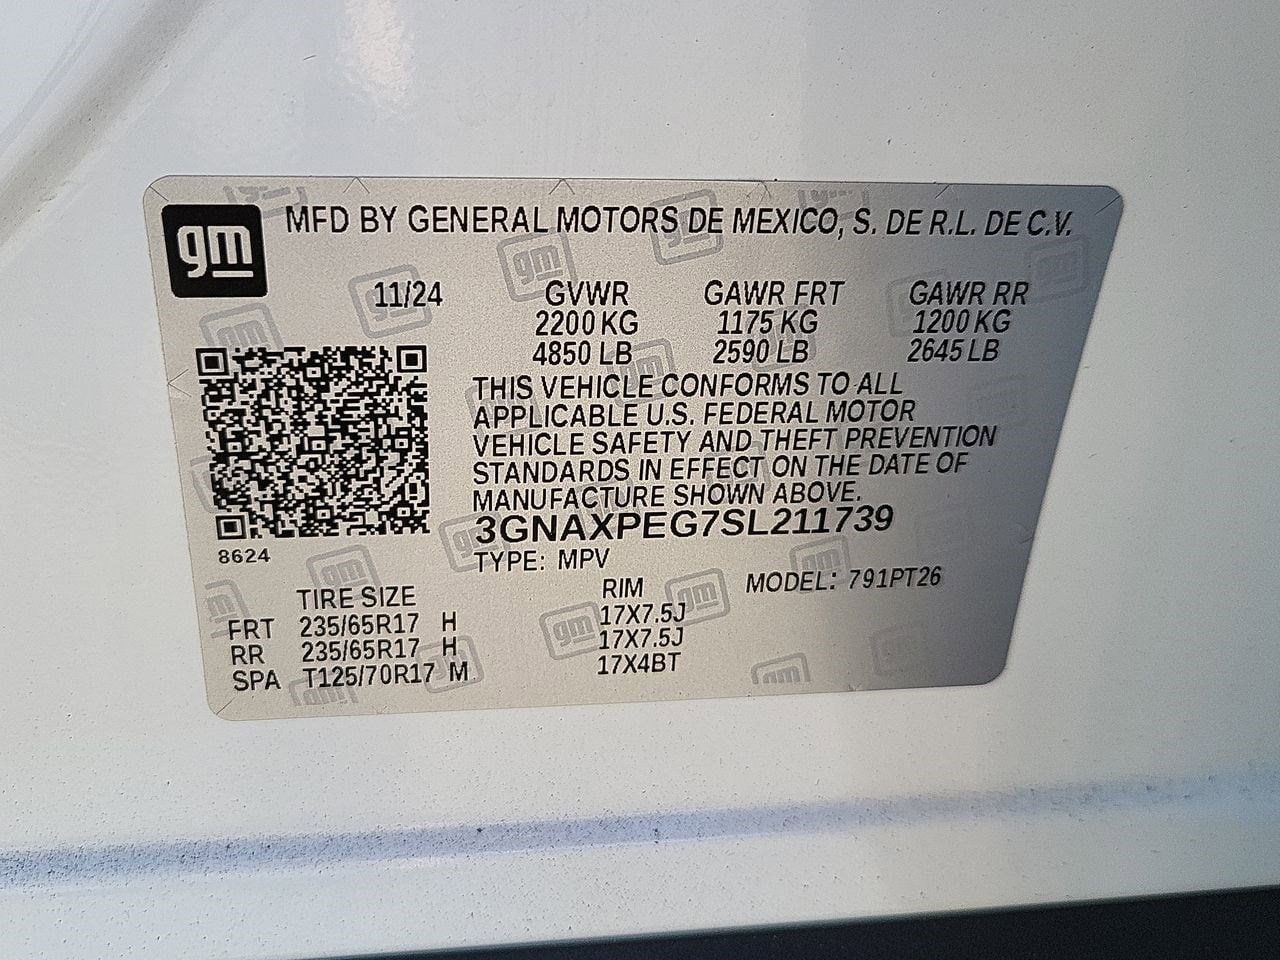 gm
MFD BY GENERAL MOTORS DE MEXICO, S. DE R.L. DE C.V.
11/24 GVWR GAWR FRT GAWR RR
2200 KG 1175 KG 1200 KG
4850 LB 2590 LB 2645 LB
THIS VEHICLE CONFORMS TO ALL
APPLICABLE U.S. FEDERAL MOTOR
VEHICLE SAFETY AND THEFT PREVENTION
STANDARDS IN EFFECT ON THE DATE OF
MANUFACTURE SHOWN ABOVE.
3GNAXPEG7SL211739
8624
TYPE: MPV
MODEL: 791PT26
TIRE SIZE RIM
FRT 235/65R17 H 17X7.5J
RR 235/65R17 H 17X7.5J
SPA T125/70R17 M 17X4BT